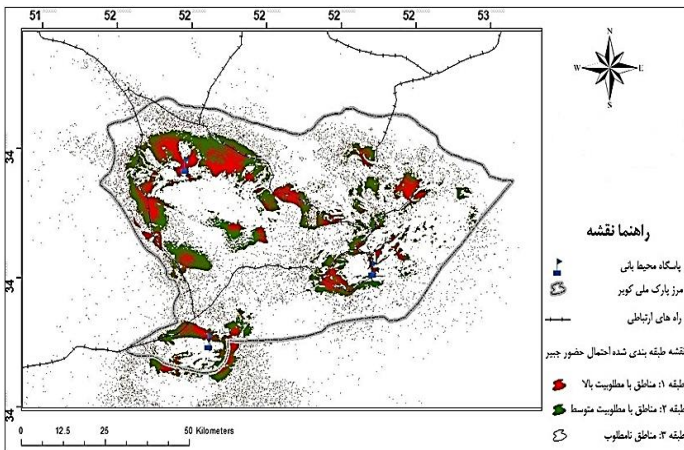 51 52 52 52 52 53
N
W E
S
34
34
34
راهنما نقشه
پاسگاه محیط بانی
مرز پارک ملی کویر
راه های ارتباطی
نقشه طبقه بندی شده احتمال حضور جبیر
طبقه ۱: مناطق با مطلوبیت بالا
طبقه ۲: مناطق با مطلوبیت متوسط
طبقه ۳: مناطق نامطلوب
0 12.5 25 50 Kilometers